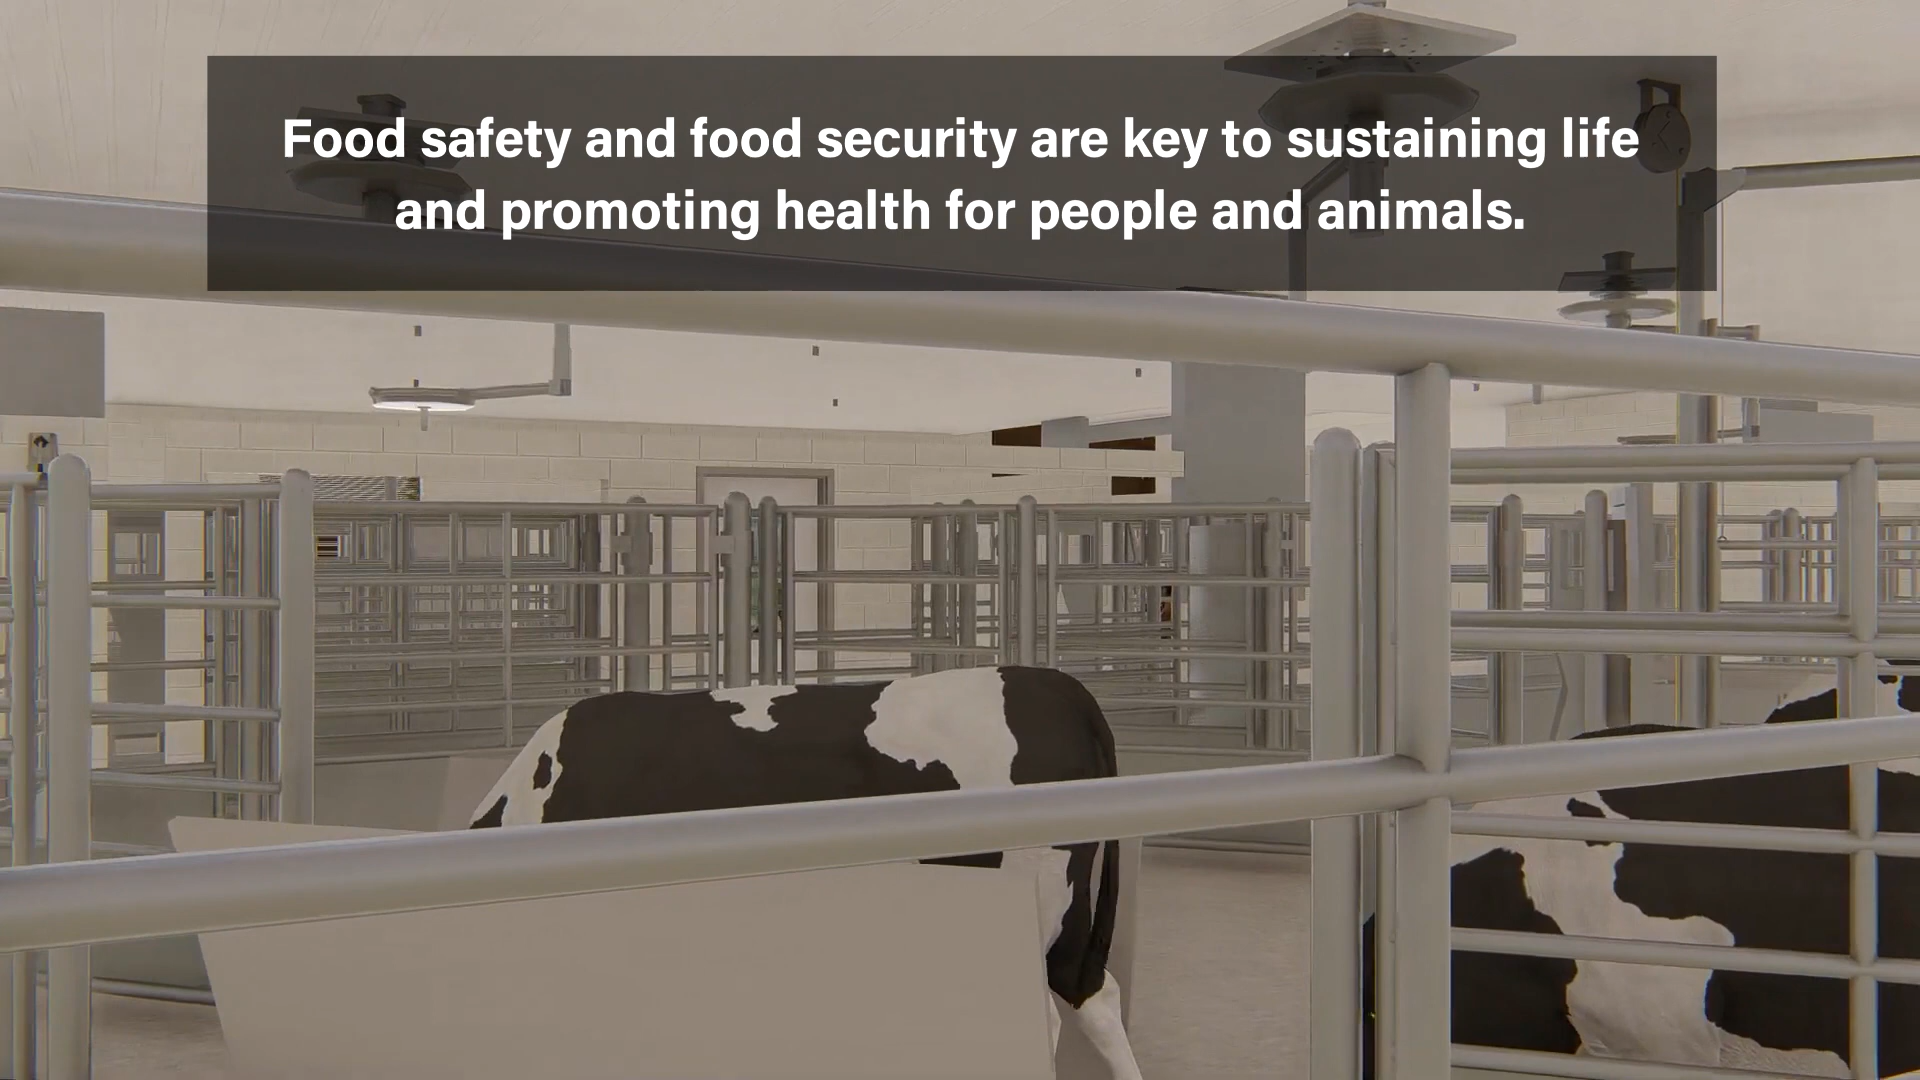 Food safety and food security are key to sustaining life
and promoting health for people and animals.